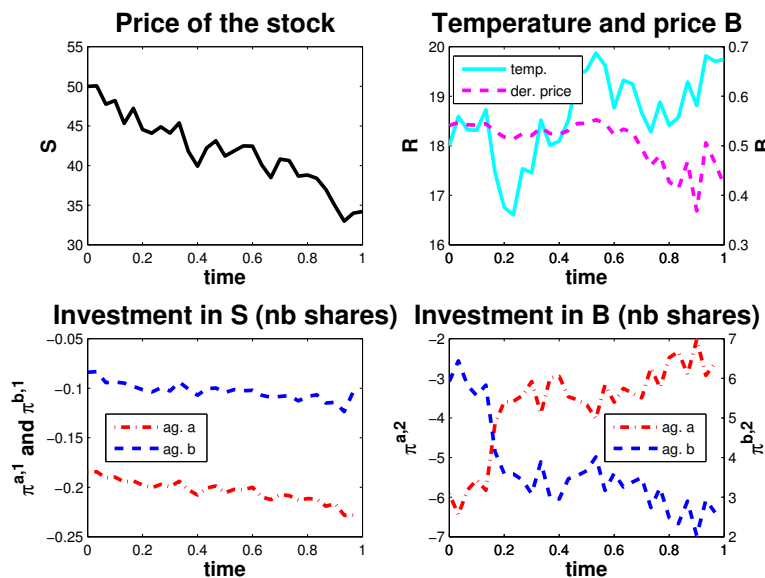 Price of the stock
55
50
45
40
35
30
S
0
0.2
0.4
0.6
0.8
1
time
Temperature and price B
20
19
18
17
16
R
temp.
der. price
0.7
0.6
0.5
0.4
0.3
B
0
0.2
0.4
0.6
0.8
1
time
Investment in S (nb shares)
−0.05
−0.1
−0.15
−0.2
−0.25
π^{a,1} and π^{b,1}
ag. a
ag. b
0
0.2
0.4
0.6
0.8
1
time
Investment in B (nb shares)
−2
−3
−4
−5
−6
−7
π^{a,2}
ag. a
ag. b
7
6
5
4
3
2
π^{b,2}
0
0.2
0.4
0.6
0.8
1
time